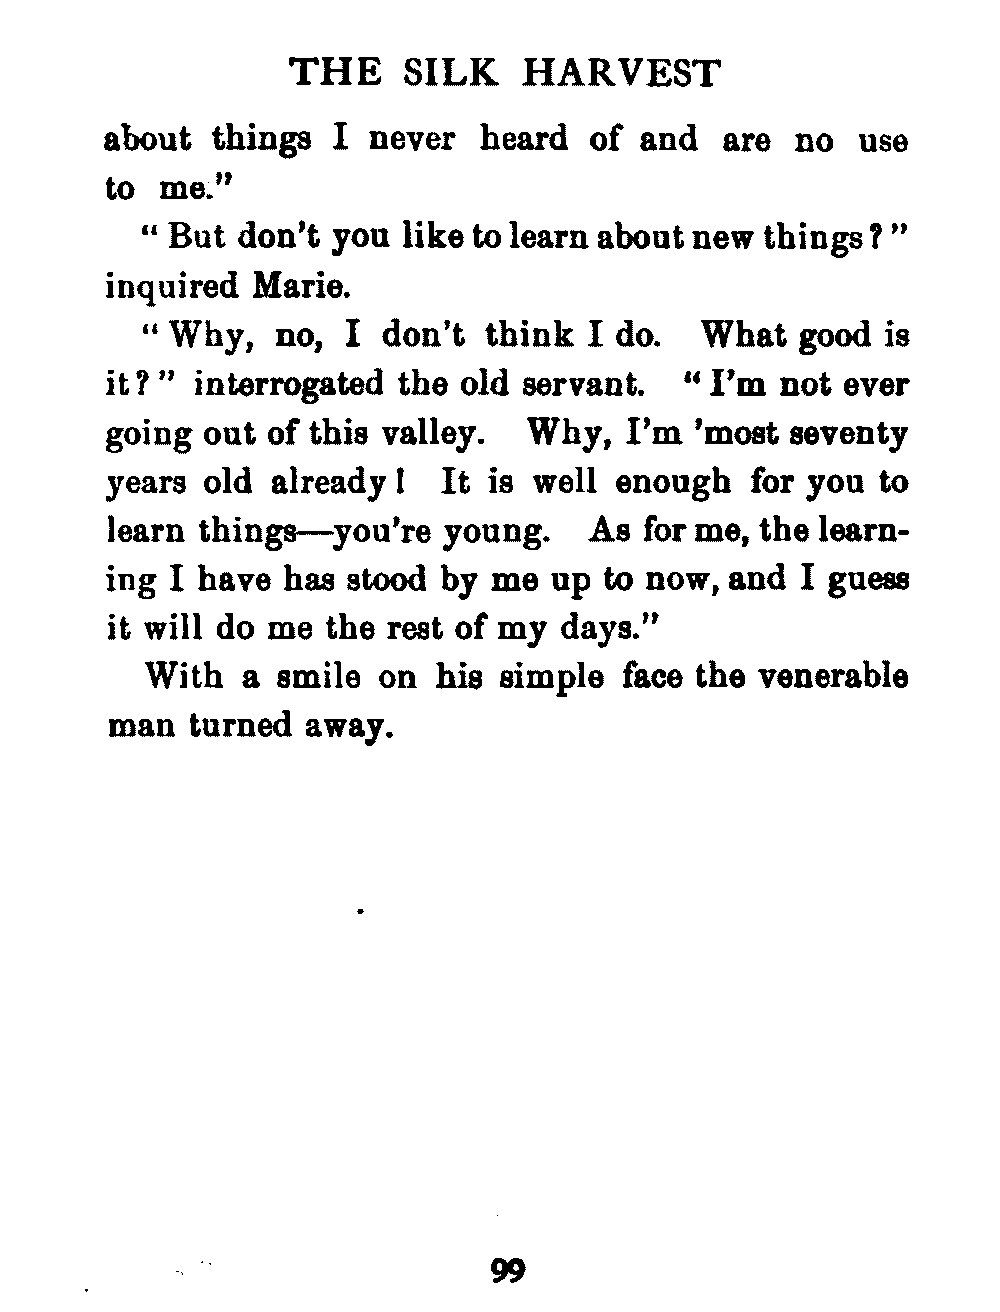 THE SILK HARVEST
about things I never heard of and are no use
to me."
"But don't you like to learn about new things?"
inquired Marie.
"Why, no, I don't think I do. What good is
it?" interrogated the old servant. "I'm not ever
going out of this valley. Why, I'm 'most seventy
years old already! It is well enough for you to
learn things—you're young. As for me, the learn-
ing I have has stood by me up to now, and I guess
it will do me the rest of my days."
With a smile on his simple face the venerable
man turned away.
99